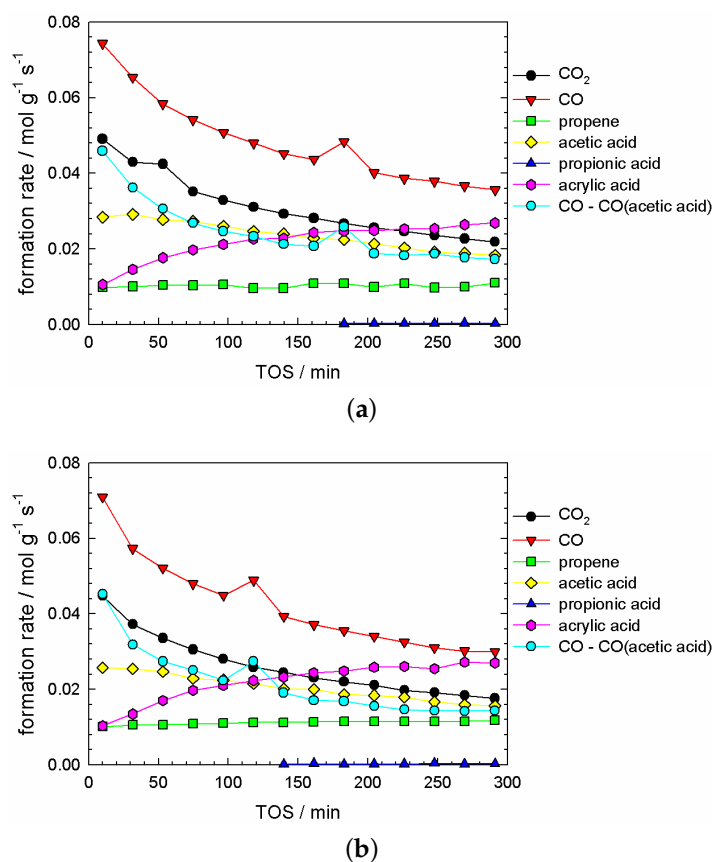 0.08
0.06
0.04
0.02
0.00
formation rate / mol g⁻¹ s⁻¹
0 50 100 150 200 250 300
TOS / min
CO₂
CO
propene
acetic acid
propionic acid
acrylic acid
CO - CO(acetic acid)
(a)
0.08
0.06
0.04
0.02
0.00
formation rate / mol g⁻¹ s⁻¹
0 50 100 150 200 250 300
TOS / min
CO₂
CO
propene
acetic acid
propionic acid
acrylic acid
CO - CO(acetic acid)
(b)